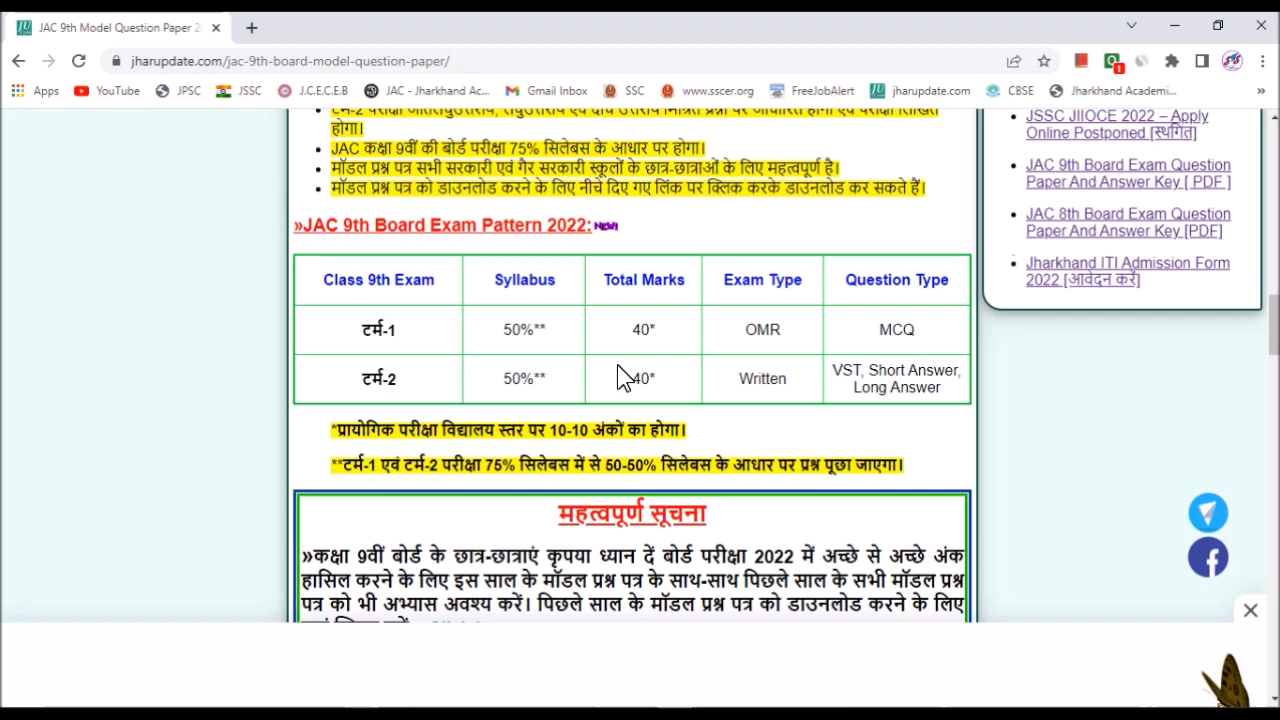 JAC 9th Model Question Paper 2
jharupdate.com/jac-9th-board-model-question-paper/
Apps YouTube JPSC JSSC J.C.E.C.E.B JAC - Jharkhand Ac... Gmail Inbox SSC www.sscer.org FreeJobAlert jharupdate.com CBSE Jharkhand Academi... »
होगा।
JAC कक्षा 9वीं की बोर्ड परीक्षा 75% सिलेबस के आधार पर होगा।
मॉडल प्रश्न पत्र सभी सरकारी एवं गैर सरकारी स्कूलों के छात्र-छात्राओं के लिए महत्वपूर्ण है।
मॉडल प्रश्न पत्र को डाउनलोड करने के लिए नीचे दिए गए लिंक पर क्लिक करके डाउनलोड कर सकते हैं।
»JAC 9th Board Exam Pattern 2022: NEW!
Class 9th Exam Syllabus Total Marks Exam Type Question Type
टर्म-1 50%** 40* OMR MCQ
टर्म-2 50%** 40* Written VST, Short Answer,
Long Answer
*प्रायोगिक परीक्षा विद्यालय स्तर पर 10-10 अंकों का होगा।
**टर्म-1 एवं टर्म-2 परीक्षा 75% सिलेबस में से 50-50% सिलेबस के आधार पर प्रश्न पूछा जाएगा।
महत्वपूर्ण सूचना
»कक्षा 9वीं बोर्ड के छात्र-छात्राएं कृपया ध्यान दें बोर्ड परीक्षा 2022 में अच्छे से अच्छे अंक
हासिल करने के लिए इस साल के मॉडल प्रश्न पत्र के साथ-साथ पिछले साल के सभी मॉडल प्रश्न
पत्र को भी अभ्यास अवश्य करें। पिछले साल के मॉडल प्रश्न पत्र को डाउनलोड करने के लिए
JSSC JIIOCE 2022 – Apply
Online Postponed [स्थगित]
JAC 9th Board Exam Question
Paper And Answer Key [ PDF ]
JAC 8th Board Exam Question
Paper And Answer Key [PDF]
Jharkhand ITI Admission Form
2022 [आवेदन करें]